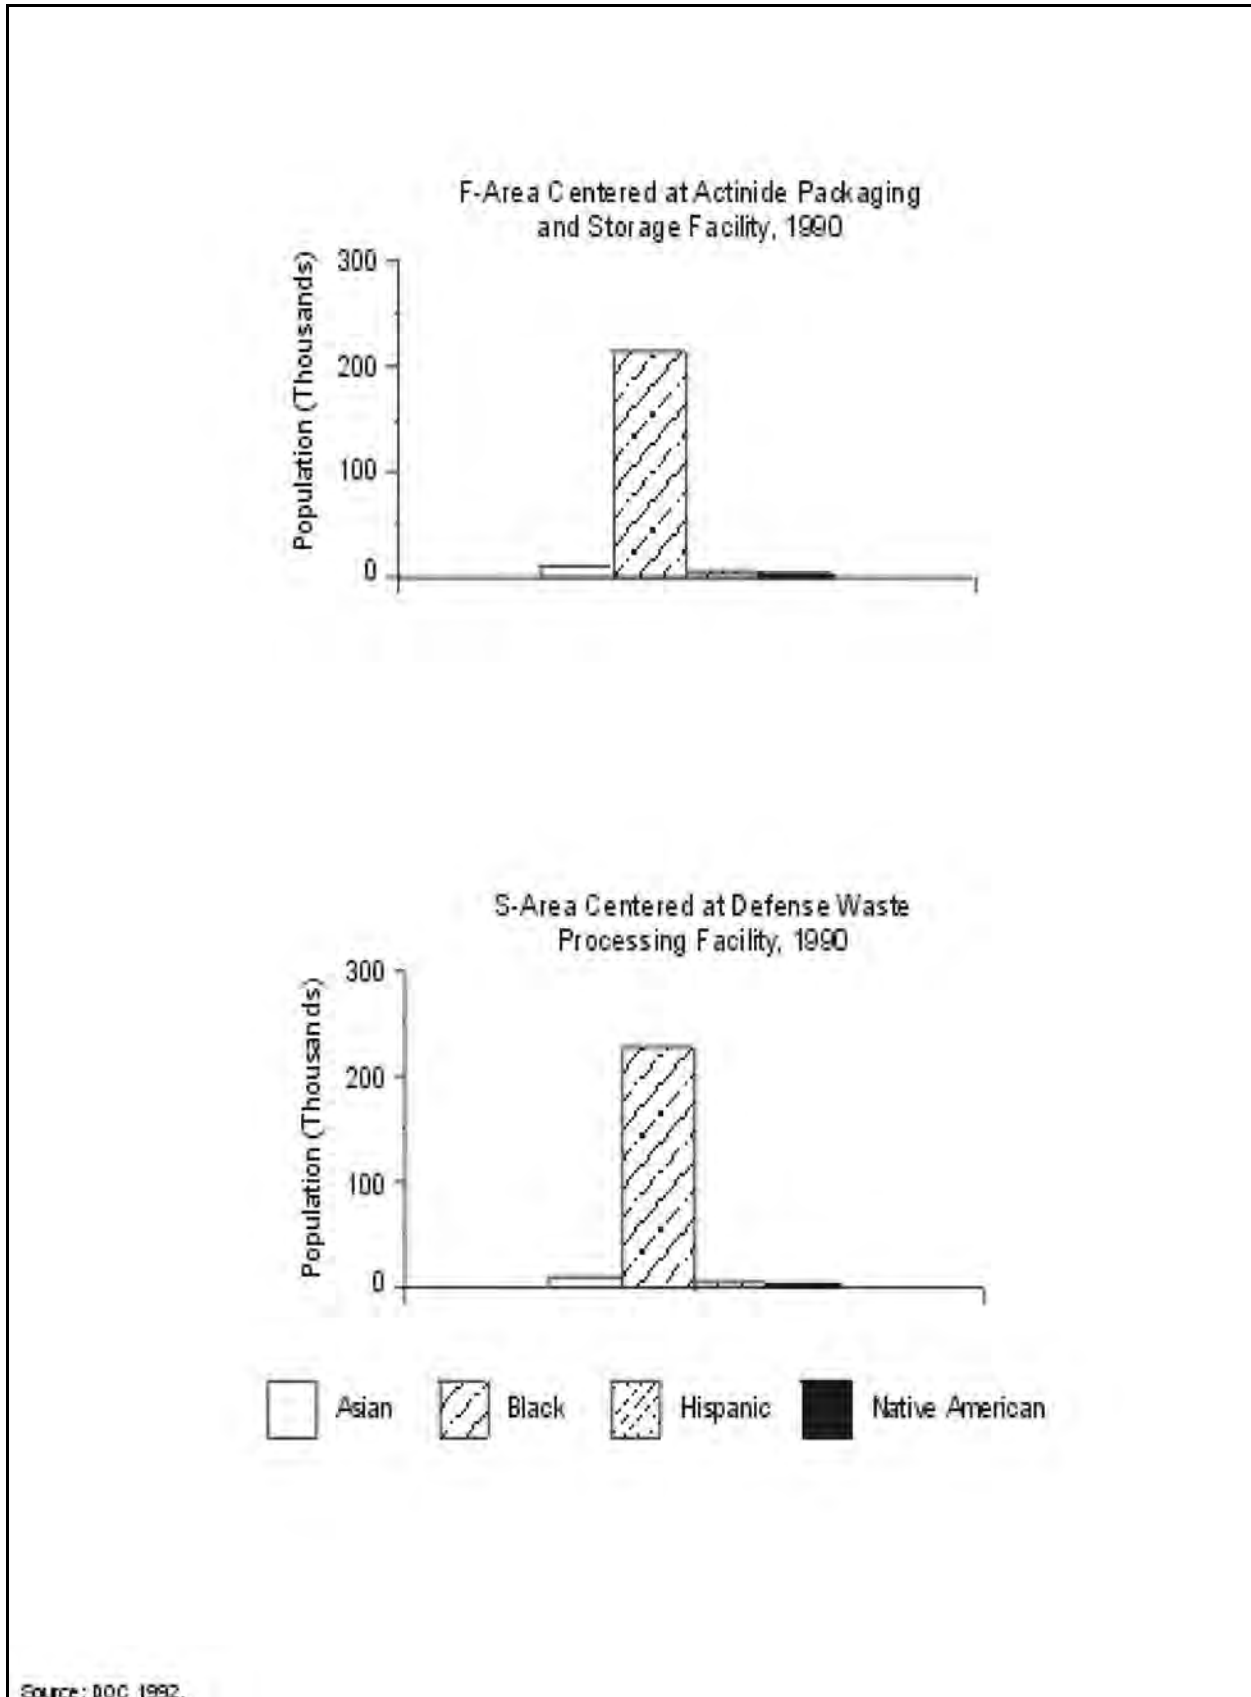 F-Area Centered at Actinide Packaging
and Storage Facility, 1990
Population (Thousands)
300
200
100
0
S-Area Centered at Defense Waste
Processing Facility, 1990
Population (Thousands)
300
200
100
0
Asian
Black
Hispanic
Native American
Source: DOC 1992.